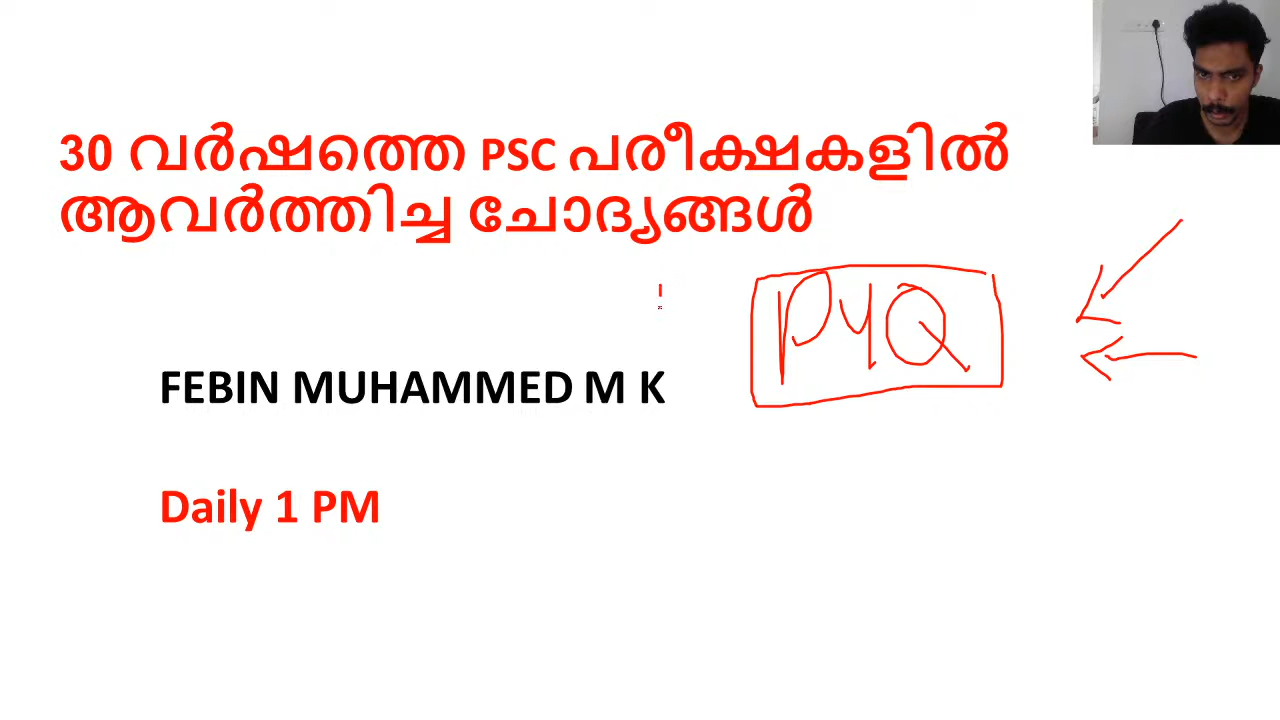 30 വർഷത്തെ PSC പരീക്ഷകളിൽ
ആവർത്തിച്ച ചോദ്യങ്ങൾ
PYQ
FEBIN MUHAMMED M K
Daily 1 PM